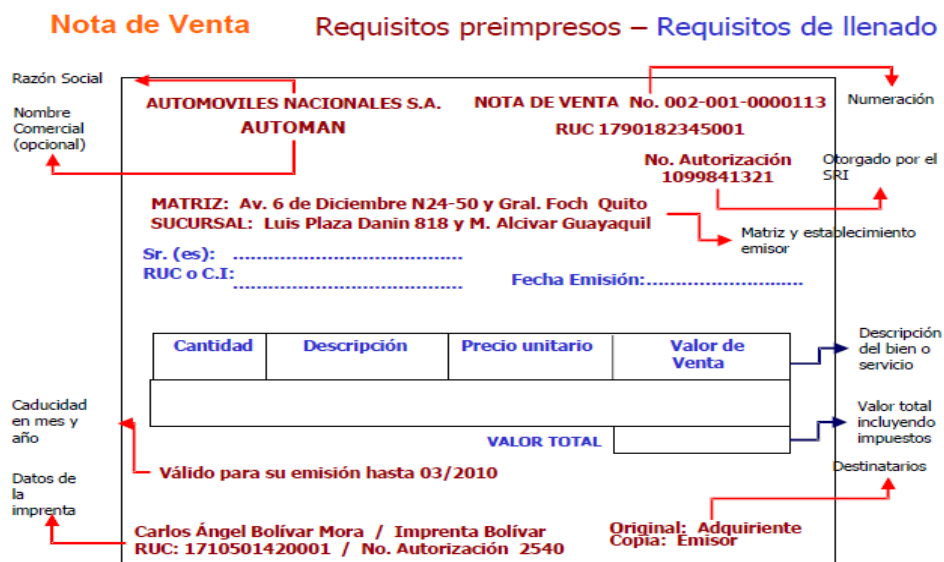 Nota de Venta Requisitos preimpresos – Requisitos de llenado
Razón Social
AUTOMOVILES NACIONALES S.A. NOTA DE VENTA No. 002-001-0000113 Numeración
Nombre
Comercial
(opcional)
AUTOMAN RUC 1790182345001
No. Autorización
1099841321
Otorgado por el
SRI
MATRIZ: Av. 6 de Diciembre N24-50 y Gral. Foch Quito
SUCURSAL: Luis Plaza Danin 818 y M. Alcivar Guayaquil
Matriz y establecimiento
emisor
Sr. (es): ......................................
RUC o C.I: ......................................
Fecha Emisión:..........................
Cantidad Descripción Precio unitario Valor de
Venta
Descripción
del bien o
servicio
Caducidad
en mes y
año
Valor total
incluyendo
impuestos
VALOR TOTAL
Válido para su emisión hasta 03/2010
Destinatarios
Datos de
la
imprenta
Carlos Ángel Bolívar Mora / Imprenta Bolívar
RUC: 1710501420001 / No. Autorización 2540
Original: Adquiriente
Copia: Emisor